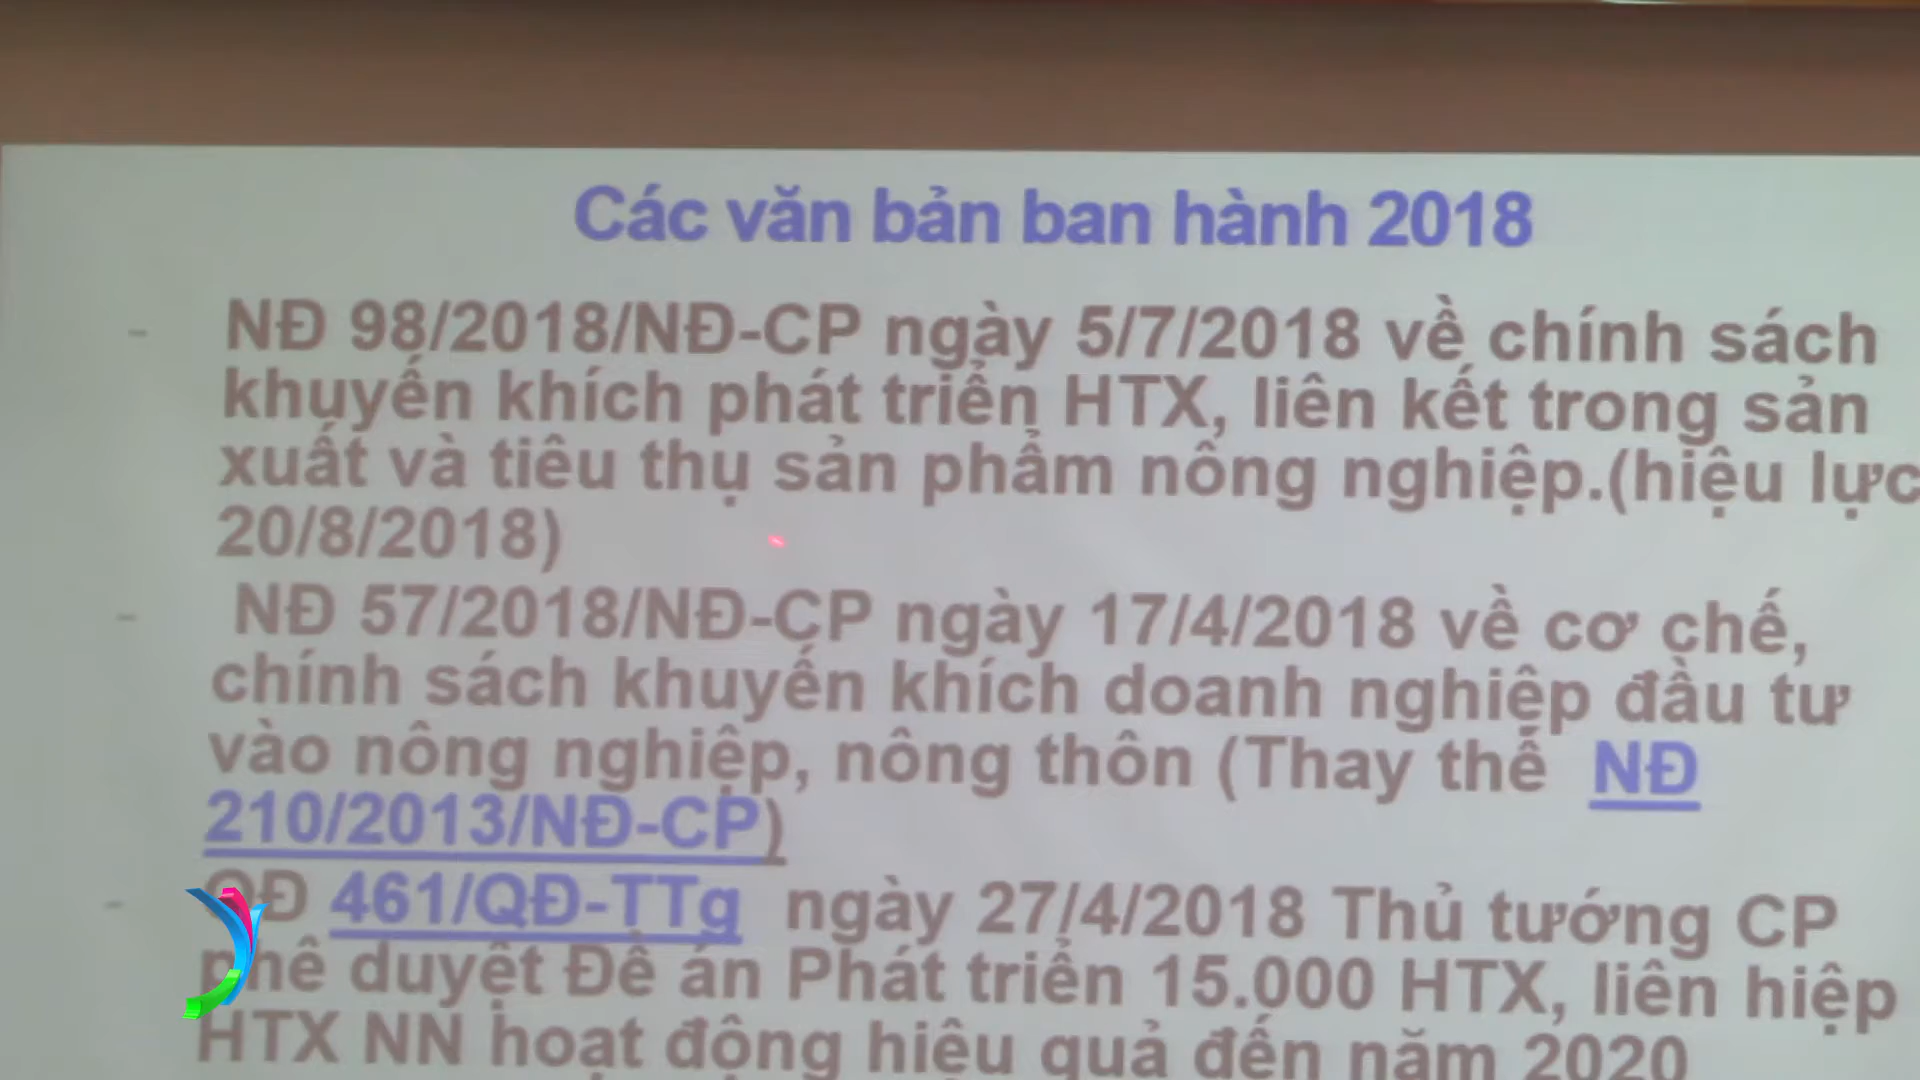 Các văn bản ban hành 2018
- NĐ 98/2018/NĐ-CP ngày 5/7/2018 về chính sách
khuyến khích phát triển HTX, liên kết trong sản
xuất và tiêu thụ sản phẩm nông nghiệp.(hiệu lực
20/8/2018)
- NĐ 57/2018/NĐ-CP ngày 17/4/2018 về cơ chế,
chính sách khuyến khích doanh nghiệp đầu tư
vào nông nghiệp, nông thôn (Thay thế NĐ
210/2013/NĐ-CP)
- QĐ 461/QĐ-TTg ngày 27/4/2018 Thủ tướng CP
phê duyệt Đề án Phát triển 15.000 HTX, liên hiệp
HTX NN hoạt động hiệu quả đến năm 2020